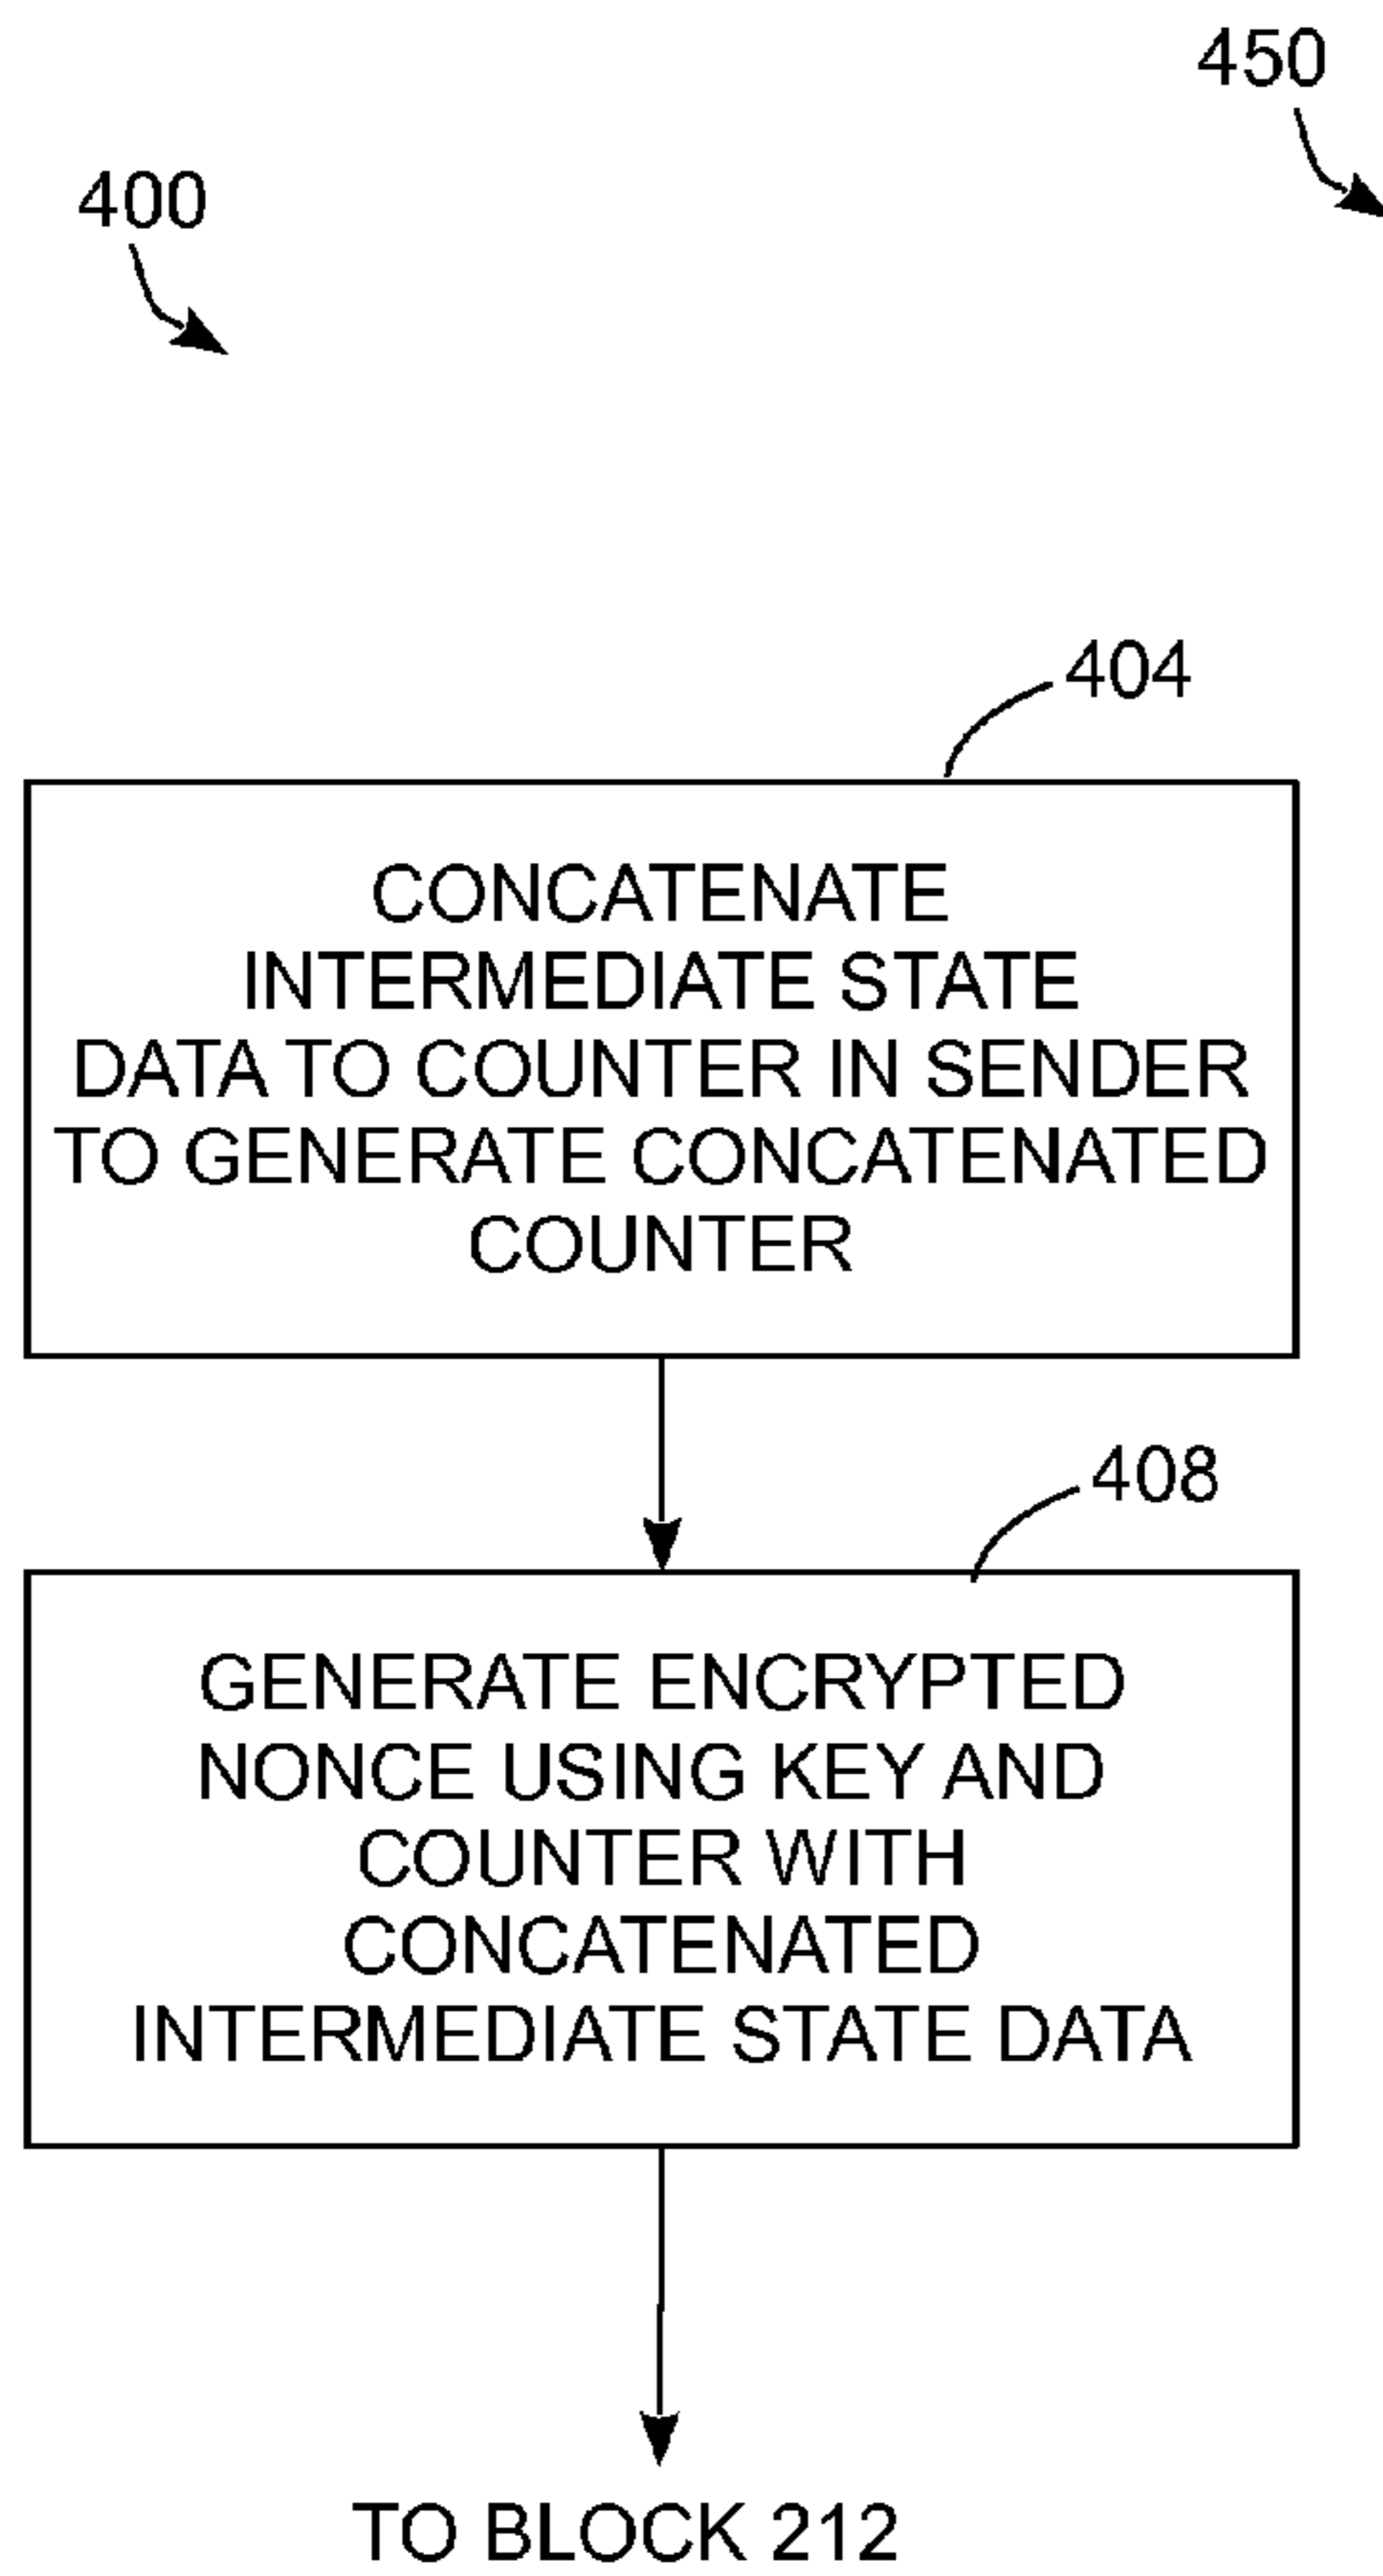 450
400
404
CONCATENATE
INTERMEDIATE STATE
DATA TO COUNTER IN SENDER
TO GENERATE CONCATENATED
COUNTER
408
GENERATE ENCRYPTED
NONCE USING KEY AND
COUNTER WITH
CONCATENATED
INTERMEDIATE STATE DATA
TO BLOCK 212